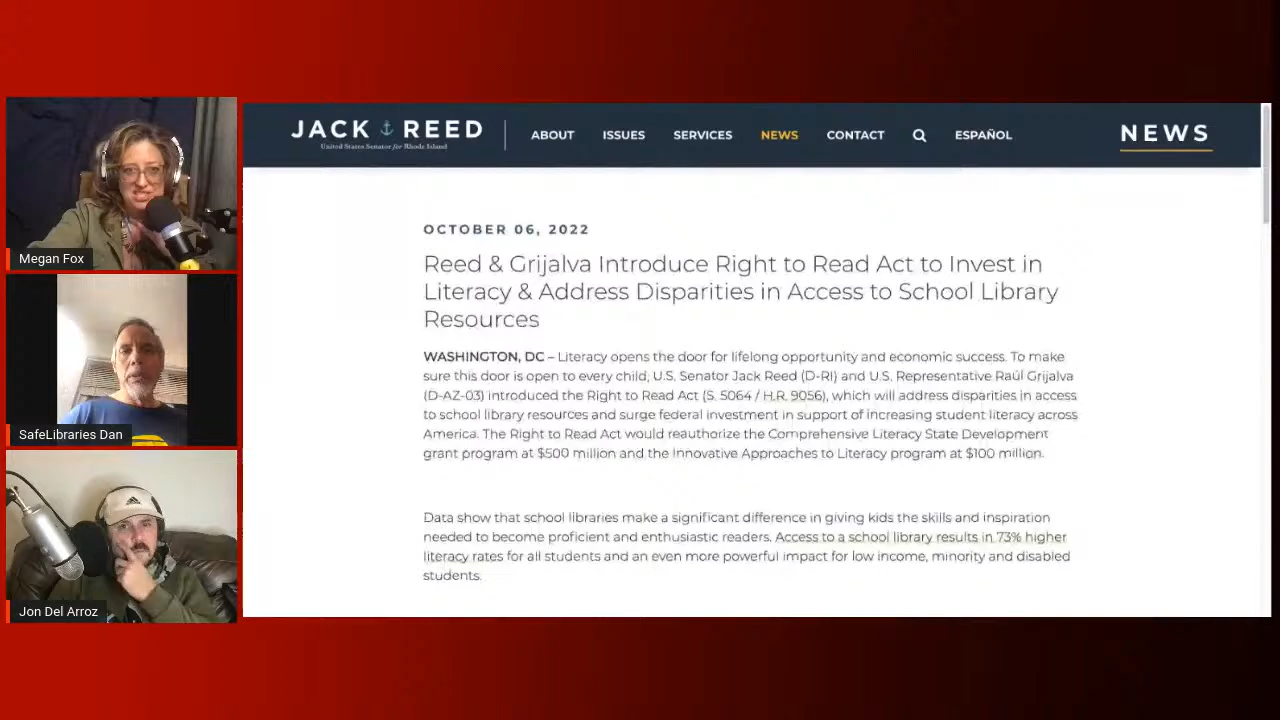 Megan Fox
SafeLibraries Dan
Jon Del Arroz
JACK REED
United States Senator for Rhode Island
ABOUT ISSUES SERVICES NEWS CONTACT ESPAÑOL
NEWS
OCTOBER 06, 2022
Reed & Grijalva Introduce Right to Read Act to Invest in
Literacy & Address Disparities in Access to School Library
Resources
WASHINGTON, DC – Literacy opens the door for lifelong opportunity and economic success. To make
sure this door is open to every child, U.S. Senator Jack Reed (D-RI) and U.S. Representative Raúl Grijalva
(D-AZ-03) introduced the Right to Read Act (S. 5064 / H.R. 9056), which will address disparities in access
to school library resources and surge federal investment in support of increasing student literacy across
America. The Right to Read Act would reauthorize the Comprehensive Literacy State Development
grant program at $500 million and the Innovative Approaches to Literacy program at $100 million.
Data show that school libraries make a significant difference in giving kids the skills and inspiration
needed to become proficient and enthusiastic readers. Access to a school library results in 73% higher
literacy rates for all students and an even more powerful impact for low income, minority and disabled
students.